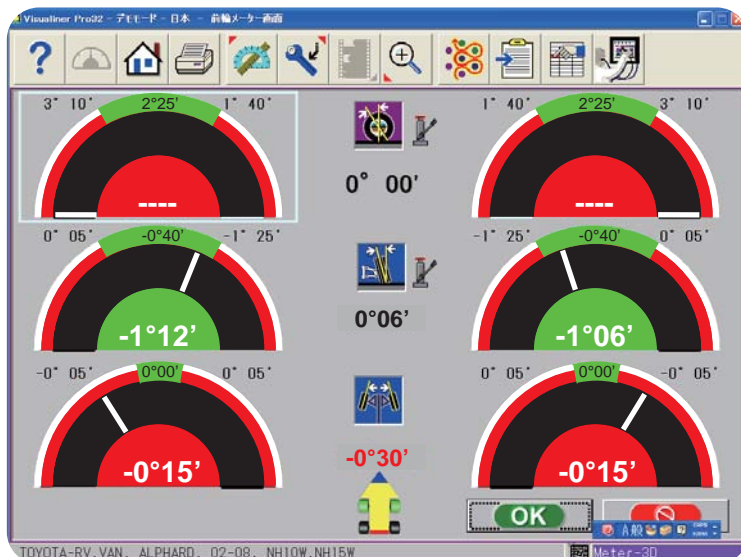 Visualiner Pro32 - デモモード - 日本 - 前輪メーター画面
?
3° 10' 2°25' 1° 40' 1° 40' 2°25' 3° 10'
---- 0° 00' ----
0° 05' -0°40' -1° 25' -1° 25' -0°40' 0° 05'
-1°12' 0°06' -1°06'
-0° 05' 0°00' 0° 05' 0° 05' 0°00' -0° 05'
-0°15' -0°30' -0°15'
OK
A 般
CAPS
KANA
TOYOTA-RV,VAN, ALPHARD, 02-08, NH10W,NH15W Meter-3D